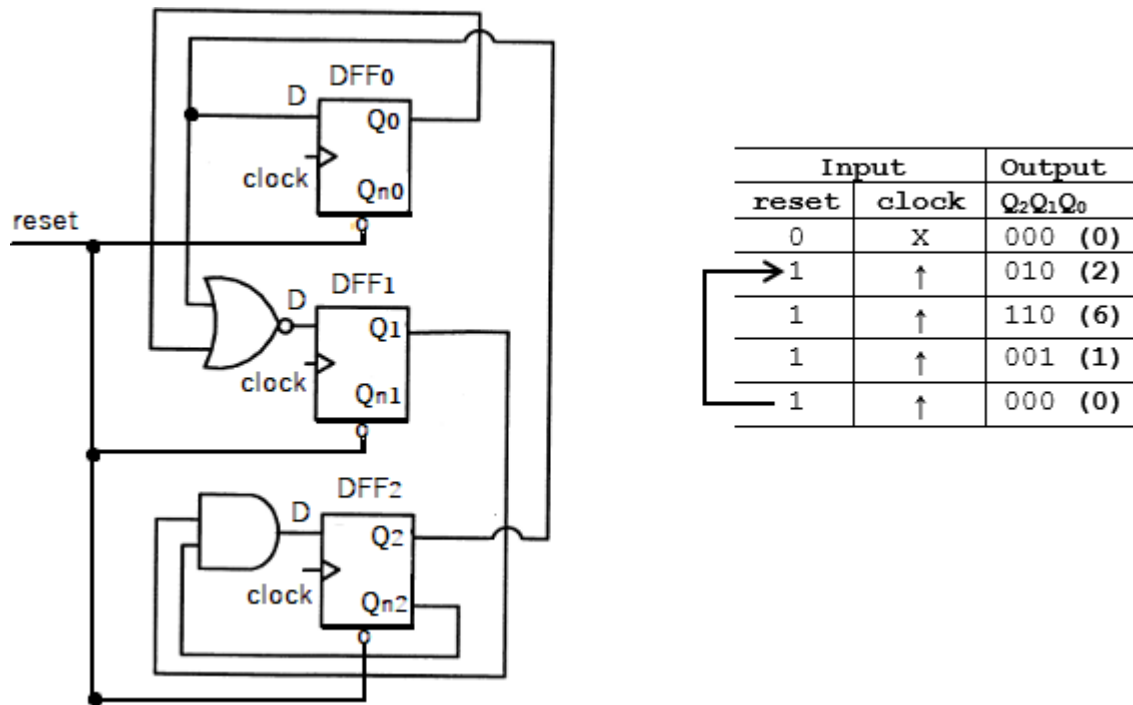 DFF0
D
Q0
clock
Qn0
reset
DFF1
D
Q1
clock
Qn1
DFF2
D
Q2
clock
Qn2
Input Output
reset clock Q₂Q₁Q₀
0 X 000 (0)
1 ↑ 010 (2)
1 ↑ 110 (6)
1 ↑ 001 (1)
1 ↑ 000 (0)